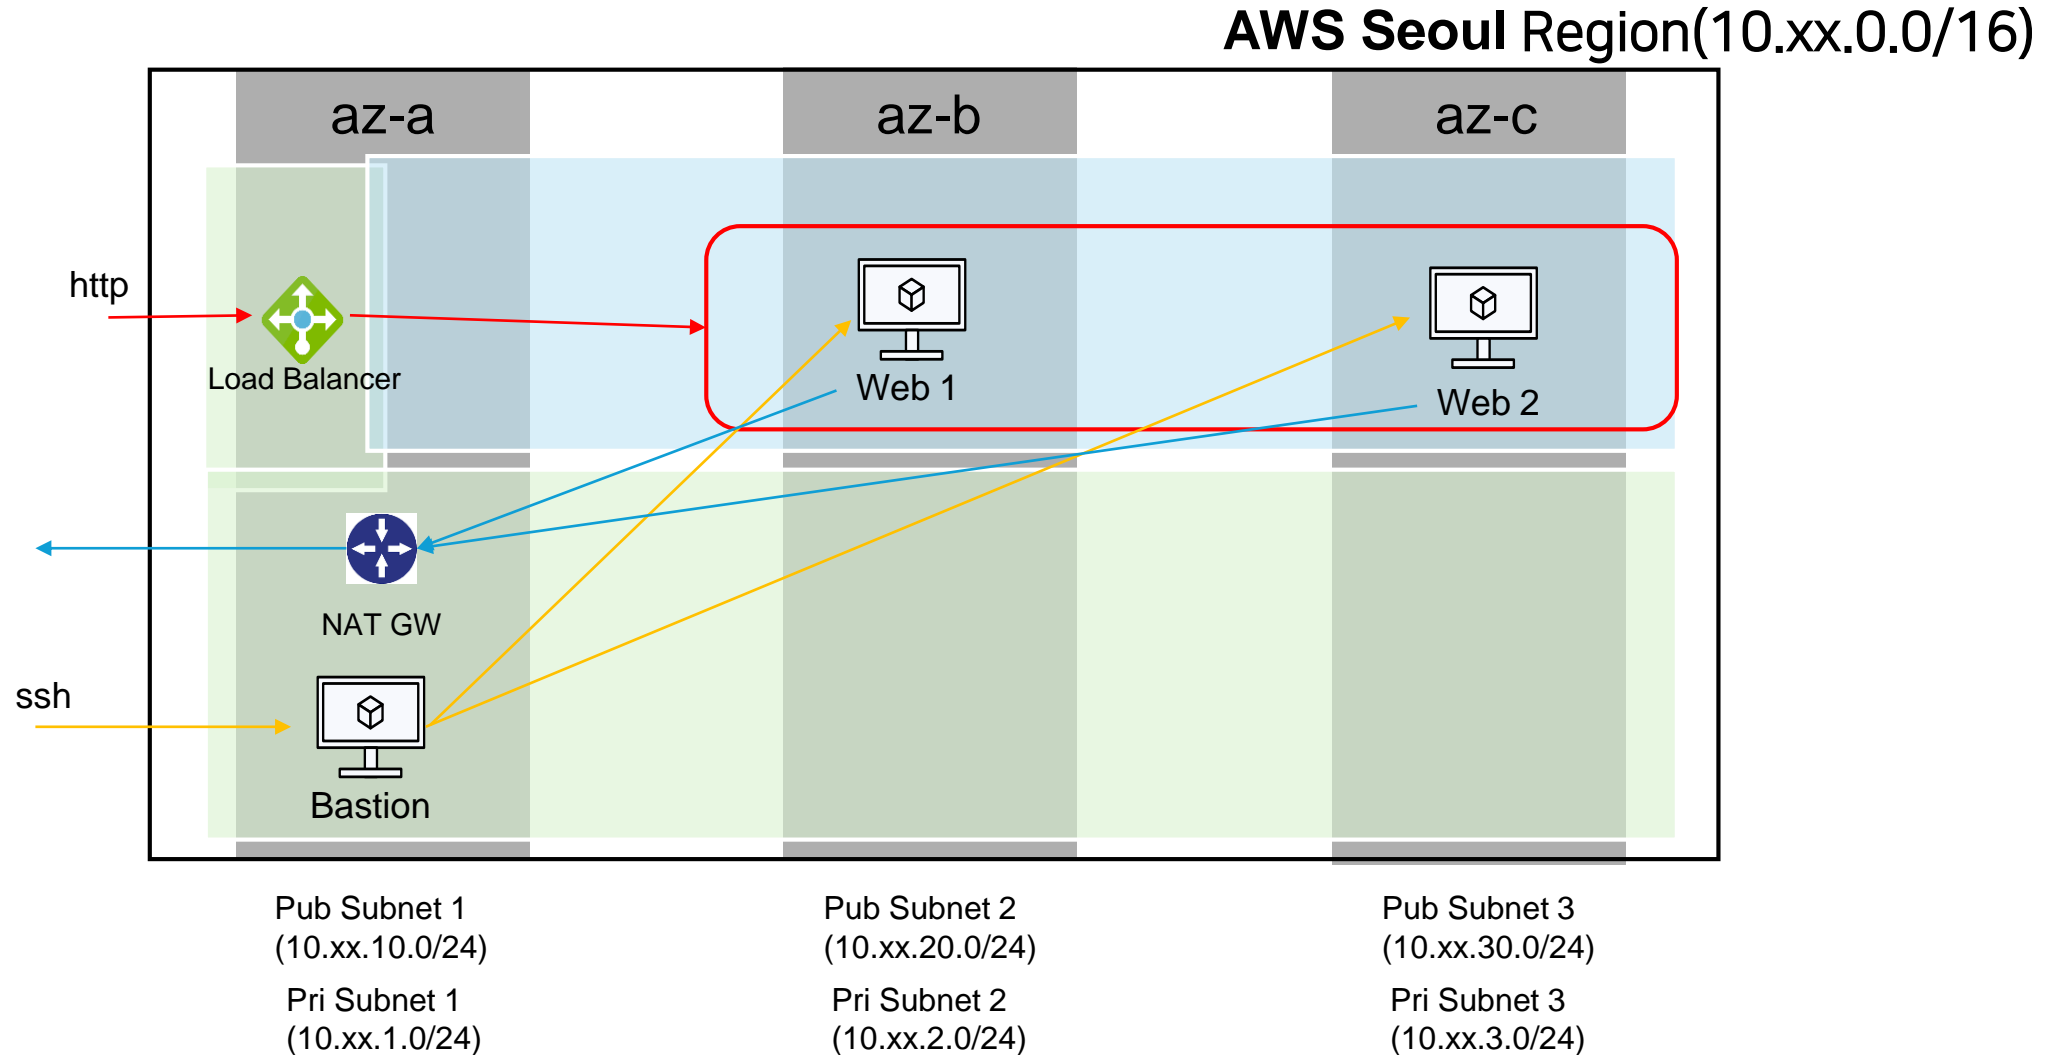 AWS Seoul Region(10.xx.0.0/16)
az-a
az-b
az-c
http
Load Balancer
Web 1
Web 2
NAT GW
ssh
Bastion
Pub Subnet 1
(10.xx.10.0/24)
Pub Subnet 2
(10.xx.20.0/24)
Pub Subnet 3
(10.xx.30.0/24)
Pri Subnet 1
(10.xx.1.0/24)
Pri Subnet 2
(10.xx.2.0/24)
Pri Subnet 3
(10.xx.3.0/24)